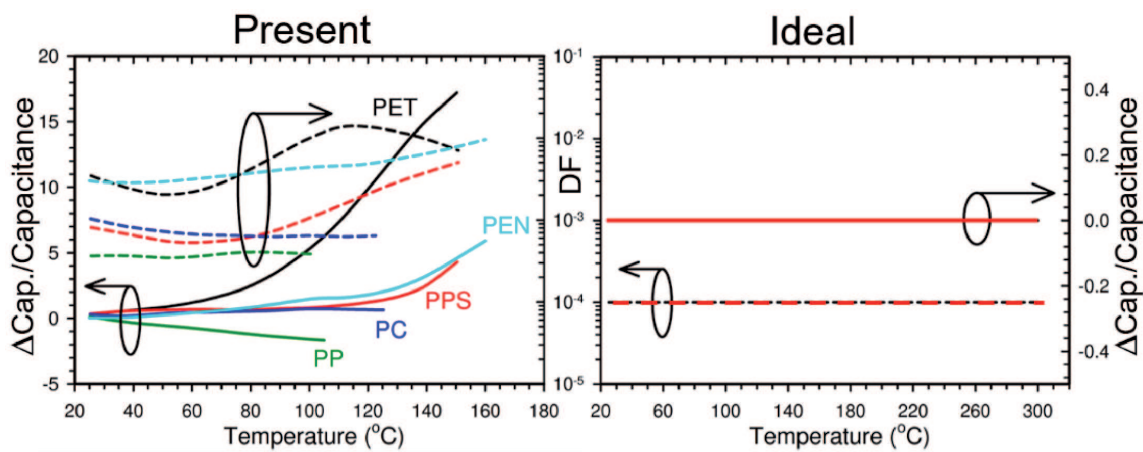 Present
Ideal
ΔCap./Capacitance
20
15
10
5
0
-5
PET
PEN
PPS
PC
PP
20 40 60 80 100 120 140 160 180
Temperature (°C)
DF
10⁻¹
10⁻²
10⁻³
10⁻⁴
10⁻⁵
20 60 100 140 180 220 260 300
Temperature (°C)
0.4
0.2
0.0
-0.2
-0.4
ΔCap./Capacitance